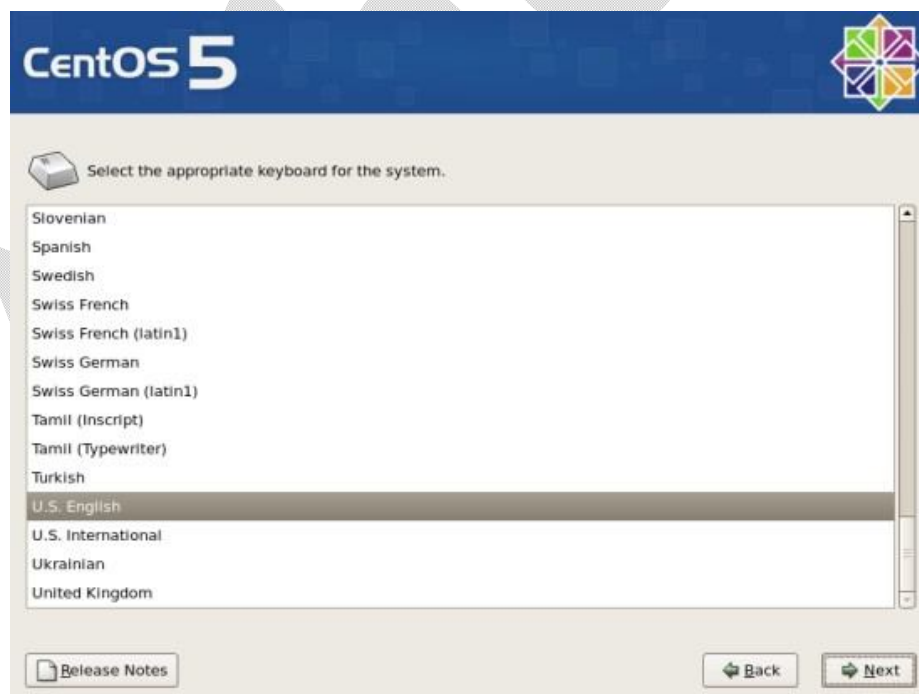 CentOS 5
Select the appropriate keyboard for the system.
Slovenian
Spanish
Swedish
Swiss French
Swiss French (latin1)
Swiss German
Swiss German (latin1)
Tamil (Inscript)
Tamil (Typewriter)
Turkish
U.S. English
U.S. International
Ukrainian
United Kingdom
Release Notes
Back
Next